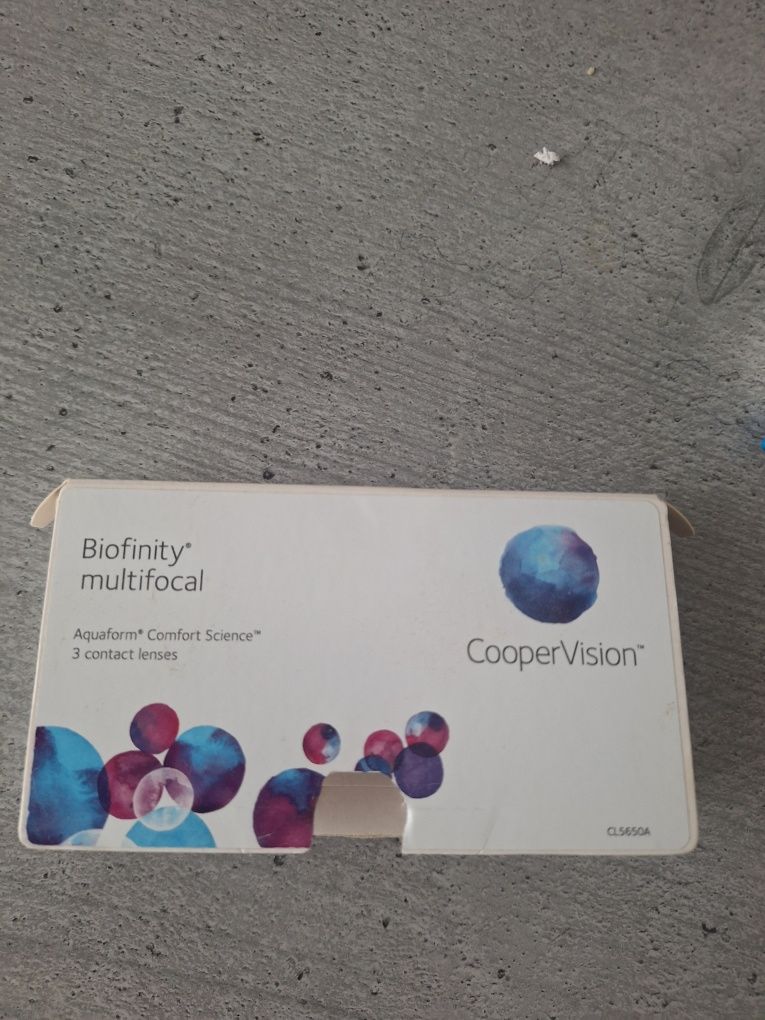 Biofinity®
multifocal
Aquaform® Comfort Science™
3 contact lenses
CooperVision™
CL5650A